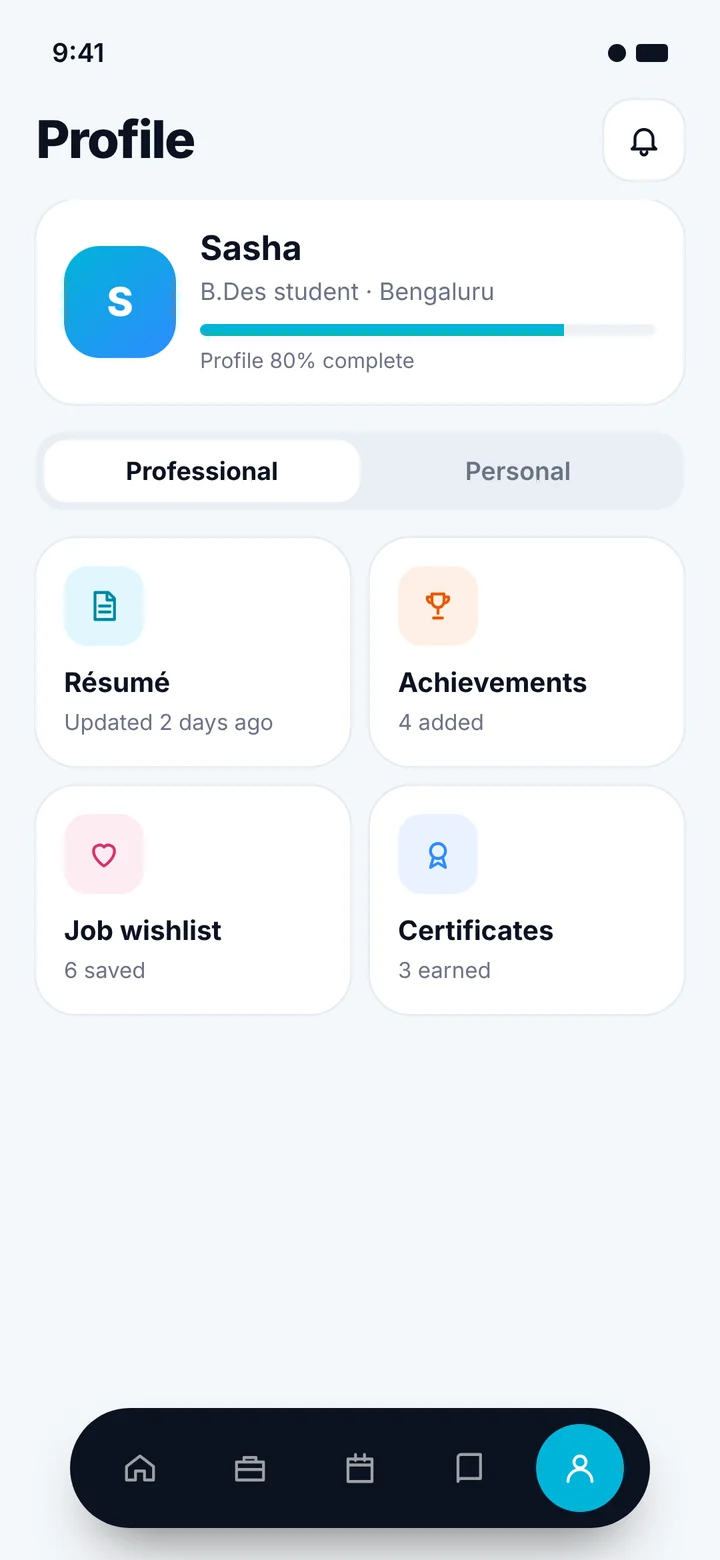 9:41
Profile
S
Sasha
B.Des student · Bengaluru
Profile 80% complete
Professional
Personal
Résumé
Updated 2 days ago
Achievements
4 added
Job wishlist
6 saved
Certificates
3 earned